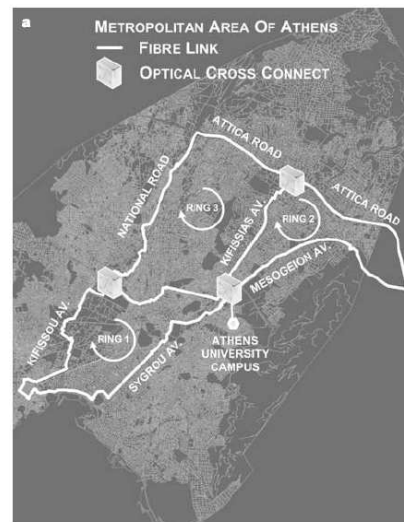 a
METROPOLITAN AREA OF ATHENS
FIBRE LINK
OPTICAL CROSS CONNECT
ATTICA ROAD
NATIONAL ROAD
RING 3
KIFISSIAS AV.
RING 2
ATTICA ROAD
MESOGEION AV.
KIFISSOU AV.
RING 1
SYGROU AV.
ATHENS
UNIVERSITY
CAMPUS